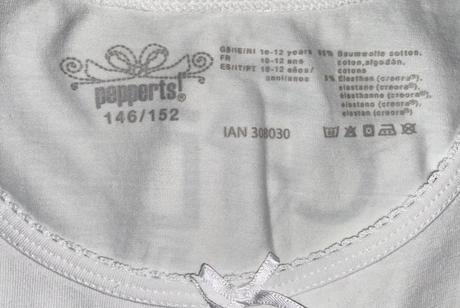 pepperts!
146/152
GB/IE/NI 10-12 years
FR 10-12 ans
ES/IT/PT 10-12 años/
anni/anos
IAN 308030
95% Baumwolle cotton,
coton, algodón,
cotone
5% Elasthan (creora®),
elastane (creora®),
élasthanne (creora®),
elastano (creora®),
elastan (creora®)